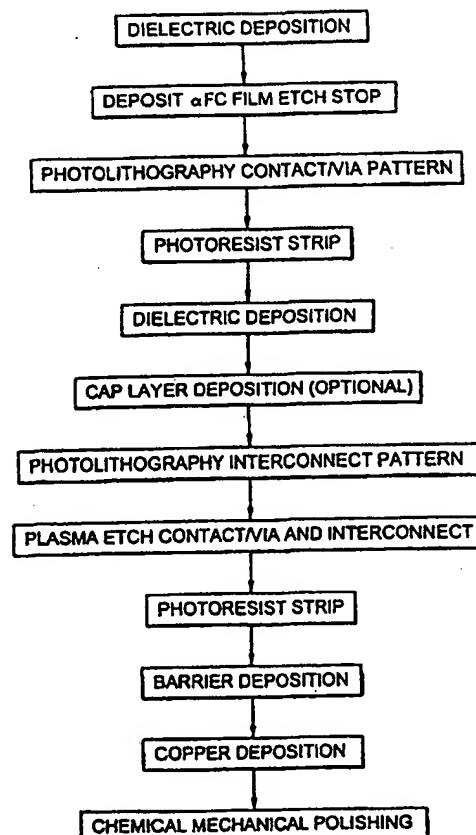 DIELECTRIC DEPOSITION
DEPOSIT αFC FILM ETCH STOP
PHOTOLITHOGRAPHY CONTACT/VIA PATTERN
PHOTORESIST STRIP
DIELECTRIC DEPOSITION
CAP LAYER DEPOSITION (OPTIONAL)
PHOTOLITHOGRAPHY INTERCONNECT PATTERN
PLASMA ETCH CONTACT/VIA AND INTERCONNECT
PHOTORESIST STRIP
BARRIER DEPOSITION
COPPER DEPOSITION
CHEMICAL MECHANICAL POLISHING